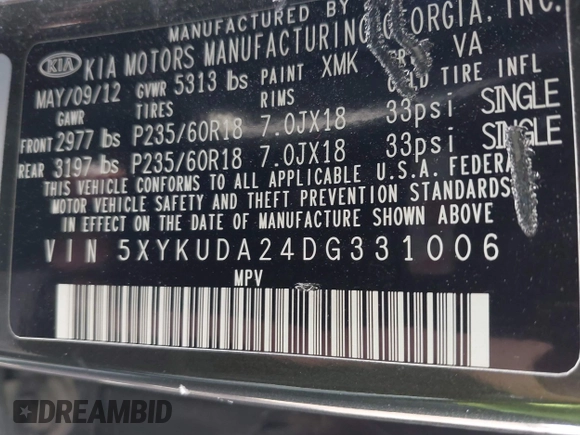 MANUFACTURED BY
KIA KIA MOTORS MANUFACTURING GEORGIA, INC.
MAY/09/12 GVWR 5313 lbs PAINT XMK VA
GAWR TIRES RIMS COLD TIRE INFL
FRONT 2977 lbs P235/60R18 7.0JX18 33psi SINGLE
REAR 3197 lbs P235/60R18 7.0JX18 33psi SINGLE
THIS VEHICLE CONFORMS TO ALL APPLICABLE U.S.A. FEDERAL
MOTOR VEHICLE SAFETY AND THEFT PREVENTION STANDARDS
IN EFFECT ON THE DATE OF MANUFACTURE SHOWN ABOVE
VIN 5XYKUDA24DG331006
MPV
DREAMBID